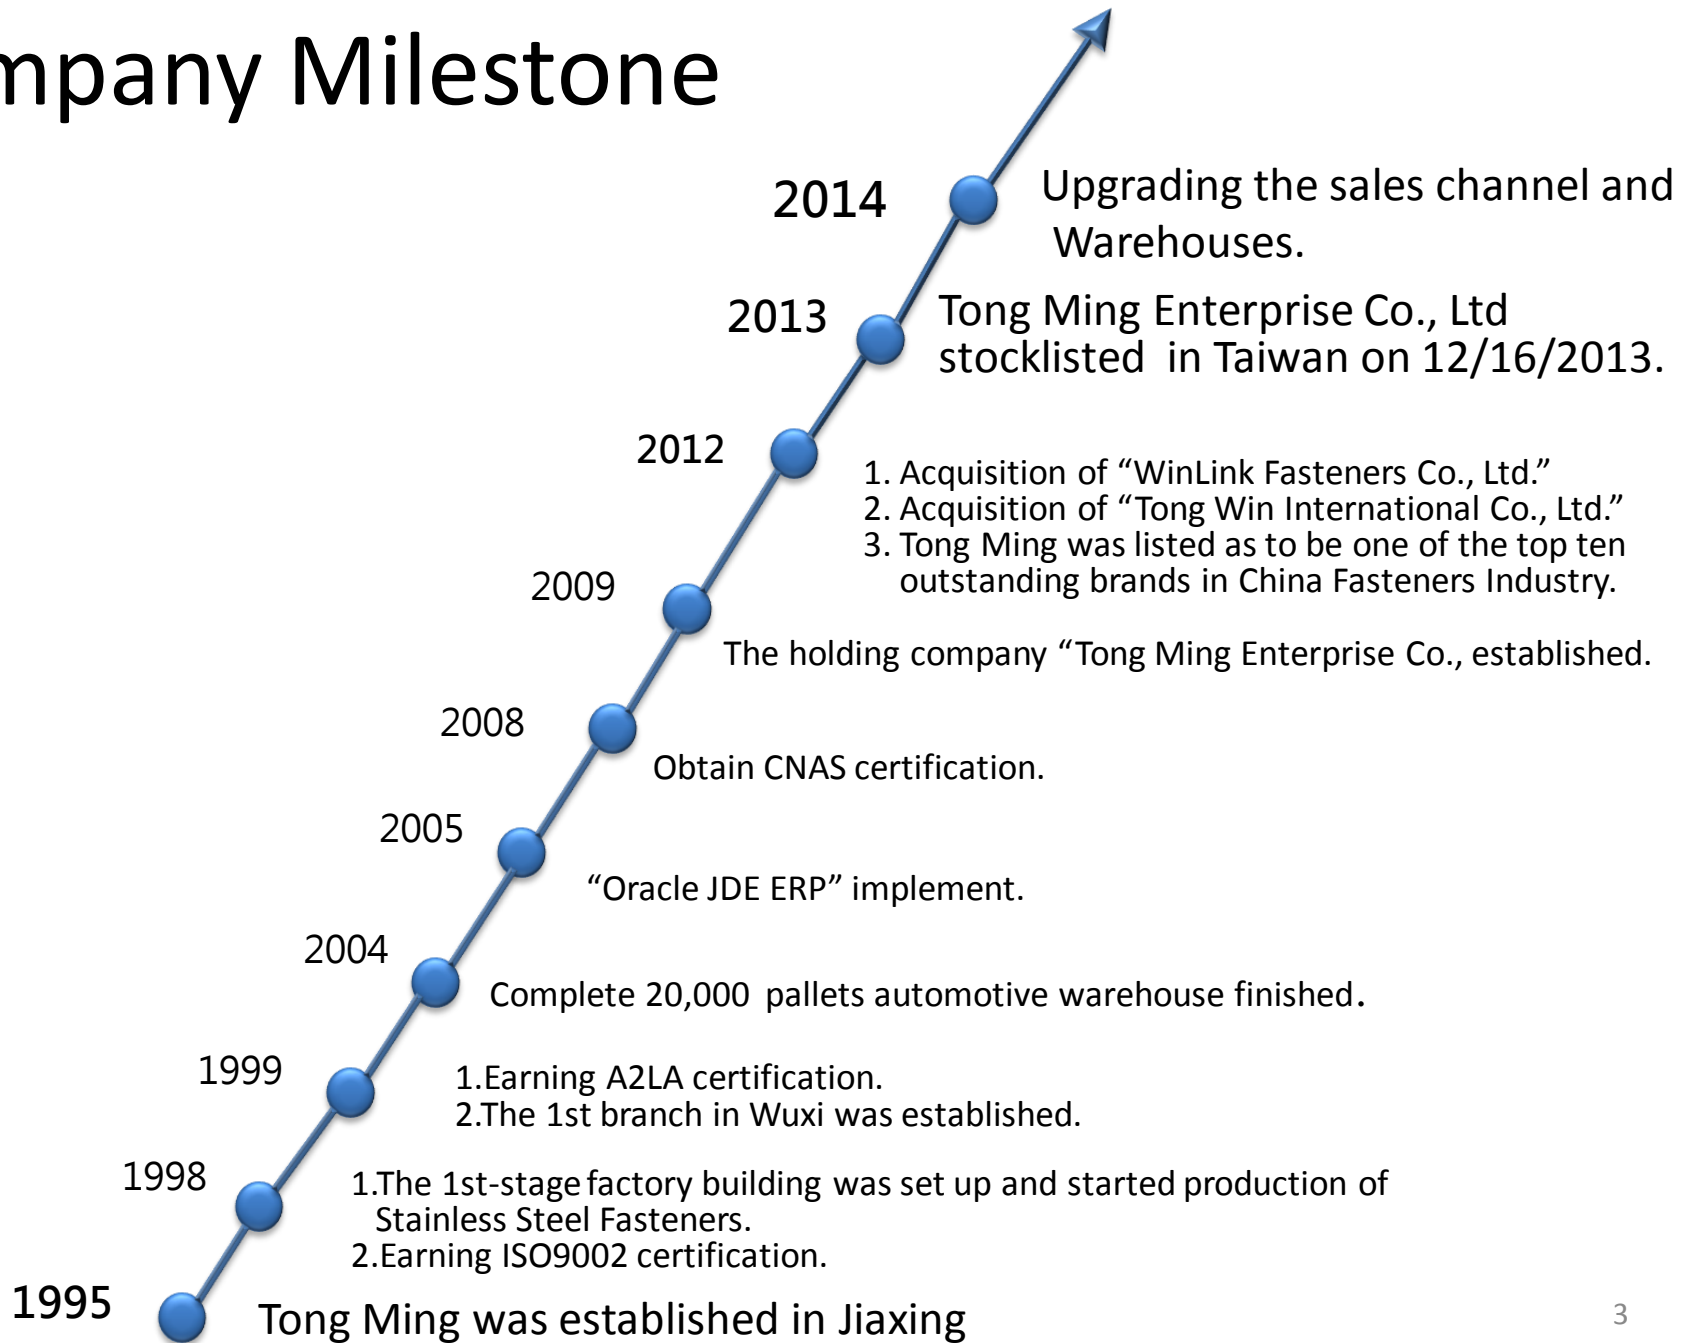 mpany Milestone
2014
Upgrading the sales channel and
Warehouses.
2013
Tong Ming Enterprise Co., Ltd
stocklisted in Taiwan on 12/16/2013.
2012
1. Acquisition of “WinLink Fasteners Co., Ltd.”
2. Acquisition of “Tong Win International Co., Ltd.”
3. Tong Ming was listed as to be one of the top ten
outstanding brands in China Fasteners Industry.
2009
The holding company “Tong Ming Enterprise Co., established.
2008
Obtain CNAS certification.
2005
“Oracle JDE ERP” implement.
2004
Complete 20,000 pallets automotive warehouse finished.
1999
1.Earning A2LA certification.
2.The 1st branch in Wuxi was established.
1998
1.The 1st-stage factory building was set up and started production of
Stainless Steel Fasteners.
2.Earning ISO9002 certification.
1995
Tong Ming was established in Jiaxing
3